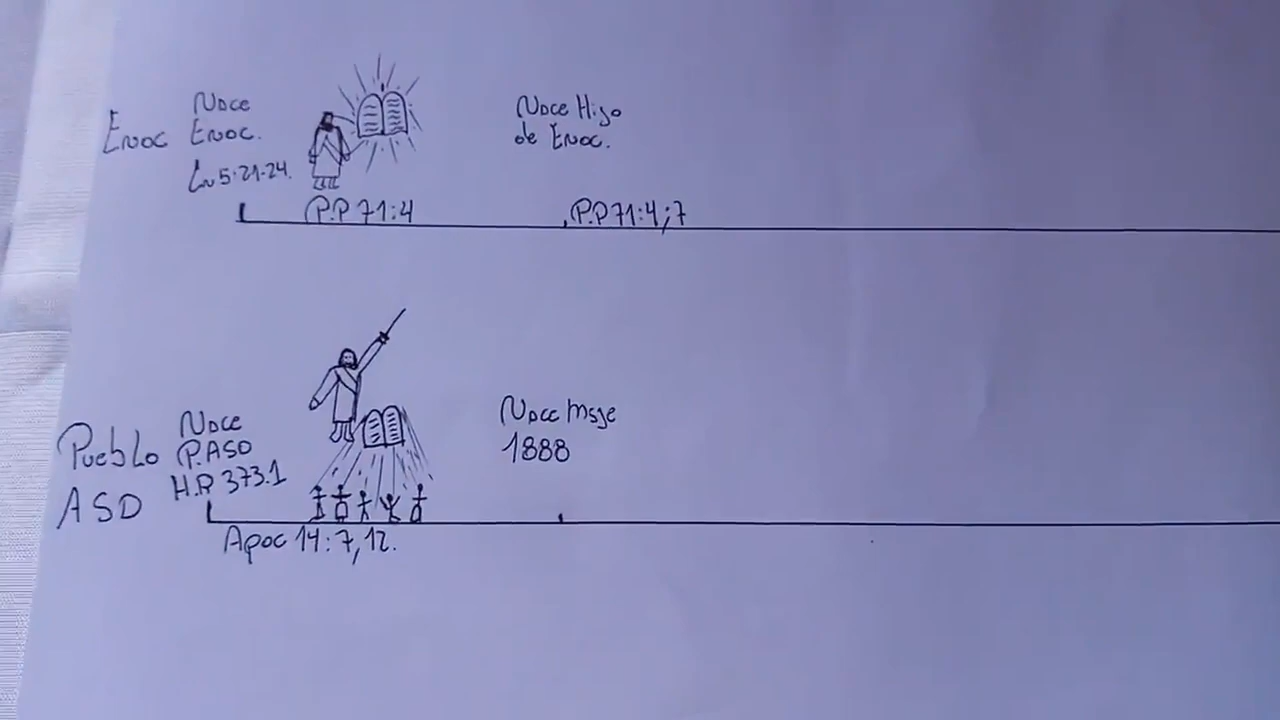 Enoc
Nace
Enoc.
Gn 5:21-24.
P.P 71:4
Nace Hijo
de Enoc.
P.P 71:4;7
Pueblo
ASD
Nace
P.ASD
H.R 373.1
Apoc 14:7,12.
Nace Msje
1888